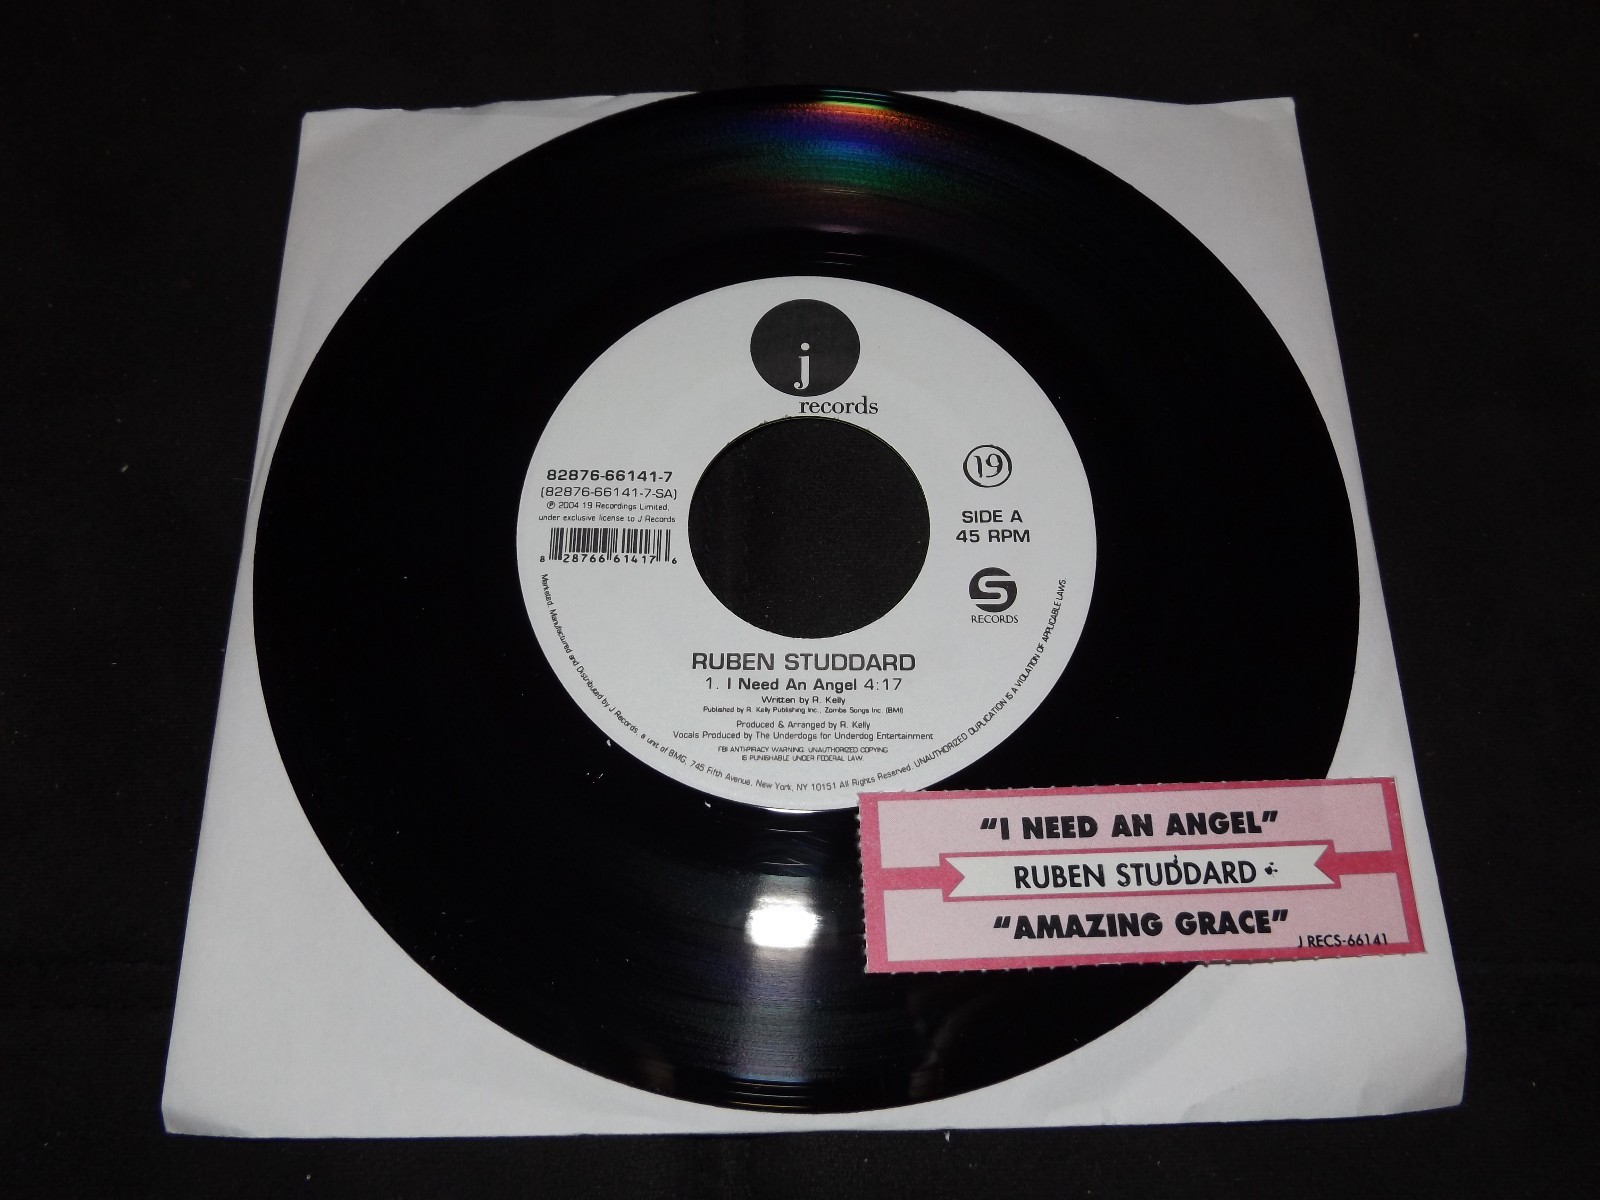 j
records
82876-66141-7
(82876-66141-7-SA)
℗ 2004 19 Recordings Limited,
under exclusive license to J Records
8 28766 61417 6
19
SIDE A
45 RPM
S
RECORDS
RUBEN STUDDARD
1. I Need An Angel 4:17
Written by R. Kelly
Published by R. Kelly Publishing Inc., Zomba Songs Inc. (BMI)
Produced & Arranged by R. Kelly
Vocals Produced by The Underdogs for Underdog Entertainment
FBI ANTI-PIRACY WARNING: UNAUTHORIZED COPYING
IS PUNISHABLE UNDER FEDERAL LAW.
Marketed, Manufactured and Distributed by J Records, a unit of BMG, 745 Fifth Avenue, New York, NY 10151 All Rights Reserved. UNAUTHORIZED DUPLICATION IS A VIOLATION OF APPLICABLE LAWS.
"I NEED AN ANGEL"
RUBEN STUDDARD
"AMAZING GRACE"
J RECS-66141